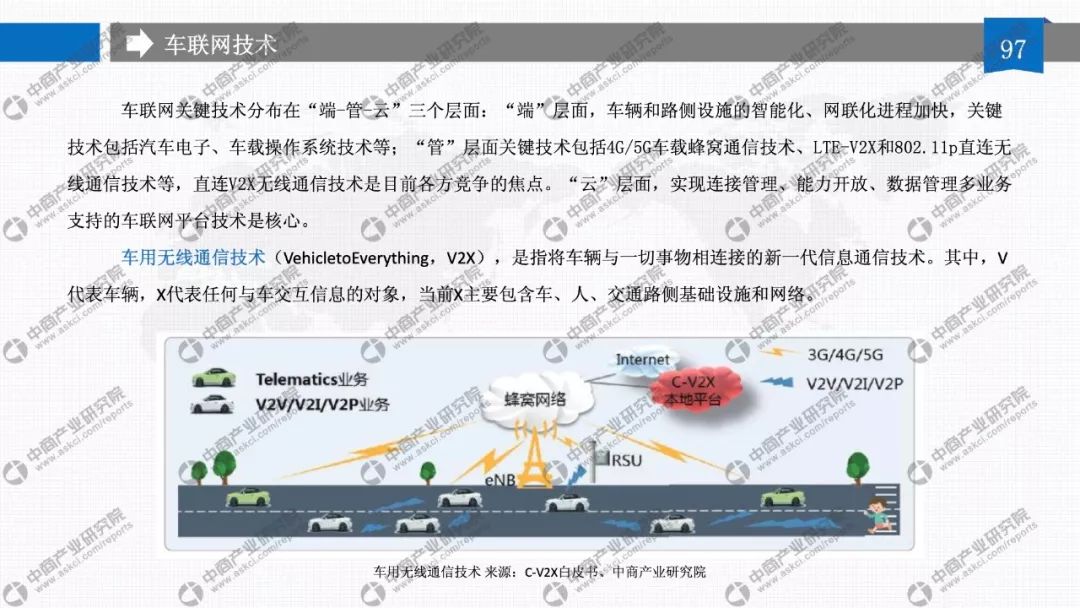 车联网技术
97
车联网关键技术分布在“端-管-云”三个层面：“端”层面，车辆和路侧设施的智能化、网联化进程加快，关键
技术包括汽车电子、车载操作系统技术等；“管”层面关键技术包括4G/5G车载蜂窝通信技术、LTE-V2X和802.11p直连无
线通信技术等，直连V2X无线通信技术是目前各方竞争的焦点。“云”层面，实现连接管理、能力开放、数据管理多业务
支持的车联网平台技术是核心。
车用无线通信技术（VehicletoEverything，V2X），是指将车辆与一切事物相连接的新一代信息通信技术。其中，V
代表车辆，X代表任何与车交互信息的对象，当前X主要包含车、人、交通路侧基础设施和网络。
Telematics业务
V2V/V2I/V2P业务
蜂窝网络
Internet
C-V2X
本地平台
3G/4G/5G
V2V/V2I/V2P
RSU
eNB
车用无线通信技术 来源：C-V2X白皮书、中商产业研究院
中商产业研究院
www.askci.com/reports